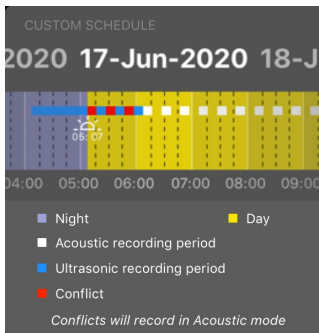 CUSTOM SCHEDULE
2020 17-Jun-2020 18-J
05:07
04:00 05:00 06:00 07:00 08:00 09:00
Night Day
Acoustic recording period
Ultrasonic recording period
Conflict
Conflicts will record in Acoustic mode